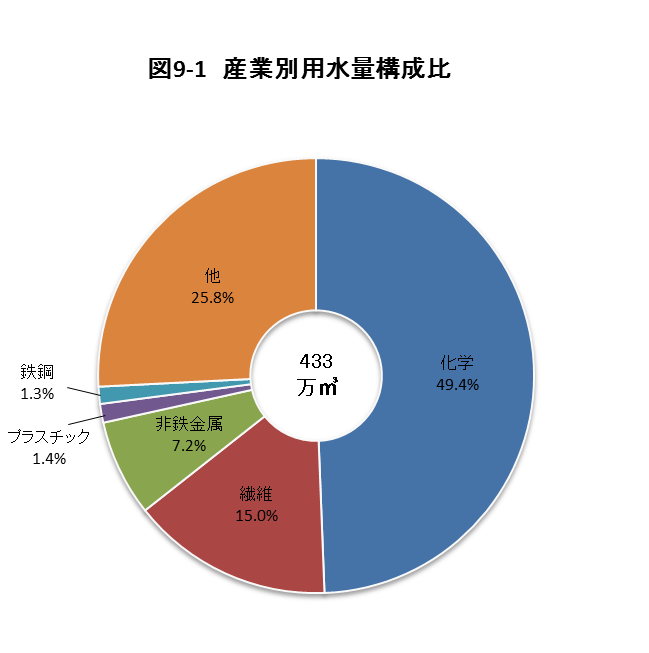 図9-1 産業別用水量構成比
化学
49.4%
繊維
15.0%
非鉄金属
7.2%
プラスチック
1.4%
鉄鋼
1.3%
他
25.8%
433
万㎥